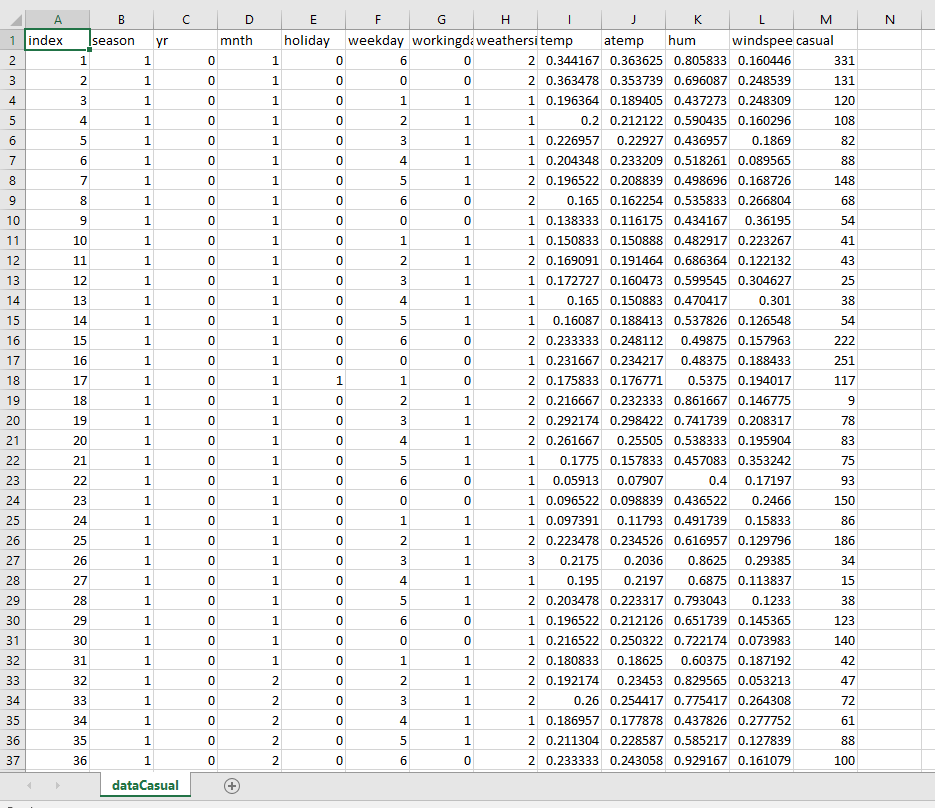 A B C D E F G H I J K L M N
1 index season yr mnth holiday weekday workingda weathersi temp atemp hum windspee casual
2 1 1 0 1 0 6 0 2 0.344167 0.363625 0.805833 0.160446 331
3 2 1 0 1 0 0 0 2 0.363478 0.353739 0.696087 0.248539 131
4 3 1 0 1 0 1 1 1 0.196364 0.189405 0.437273 0.248309 120
5 4 1 0 1 0 2 1 1 0.2 0.212122 0.590435 0.160296 108
6 5 1 0 1 0 3 1 1 0.226957 0.22927 0.436957 0.1869 82
7 6 1 0 1 0 4 1 1 0.204348 0.233209 0.518261 0.089565 88
8 7 1 0 1 0 5 1 2 0.196522 0.208839 0.498696 0.168726 148
9 8 1 0 1 0 6 0 2 0.165 0.162254 0.535833 0.266804 68
10 9 1 0 1 0 0 0 1 0.138333 0.116175 0.434167 0.36195 54
11 10 1 0 1 0 1 1 1 0.150833 0.150888 0.482917 0.223267 41
12 11 1 0 1 0 2 1 2 0.169091 0.191464 0.686364 0.122132 43
13 12 1 0 1 0 3 1 1 0.172727 0.160473 0.599545 0.304627 25
14 13 1 0 1 0 4 1 1 0.165 0.150883 0.470417 0.301 38
15 14 1 0 1 0 5 1 1 0.16087 0.188413 0.537826 0.126548 54
16 15 1 0 1 0 6 0 2 0.233333 0.248112 0.49875 0.157963 222
17 16 1 0 1 0 0 0 1 0.231667 0.234217 0.48375 0.188433 251
18 17 1 0 1 1 1 0 2 0.175833 0.176771 0.5375 0.194017 117
19 18 1 0 1 0 2 1 2 0.216667 0.232333 0.861667 0.146775 9
20 19 1 0 1 0 3 1 2 0.292174 0.298422 0.741739 0.208317 78
21 20 1 0 1 0 4 1 2 0.261667 0.25505 0.538333 0.195904 83
22 21 1 0 1 0 5 1 1 0.1775 0.157833 0.457083 0.353242 75
23 22 1 0 1 0 6 0 1 0.05913 0.07907 0.4 0.17197 93
24 23 1 0 1 0 0 0 1 0.096522 0.098839 0.436522 0.2466 150
25 24 1 0 1 0 1 1 1 0.097391 0.11793 0.491739 0.15833 86
26 25 1 0 1 0 2 1 2 0.223478 0.234526 0.616957 0.129796 186
27 26 1 0 1 0 3 1 3 0.2175 0.2036 0.8625 0.29385 34
28 27 1 0 1 0 4 1 1 0.195 0.2197 0.6875 0.113837 15
29 28 1 0 1 0 5 1 2 0.203478 0.223317 0.793043 0.1233 38
30 29 1 0 1 0 6 0 1 0.196522 0.212126 0.651739 0.145365 123
31 30 1 0 1 0 0 0 1 0.216522 0.250322 0.722174 0.073983 140
32 31 1 0 1 0 1 1 2 0.180833 0.18625 0.60375 0.187192 42
33 32 1 0 2 0 2 1 2 0.192174 0.23453 0.829565 0.053213 47
34 33 1 0 2 0 3 1 2 0.26 0.254417 0.775417 0.264308 72
35 34 1 0 2 0 4 1 1 0.186957 0.177878 0.437826 0.277752 61
36 35 1 0 2 0 5 1 2 0.211304 0.228587 0.585217 0.127839 88
37 36 1 0 2 0 6 0 2 0.233333 0.243058 0.929167 0.161079 100
dataCasual